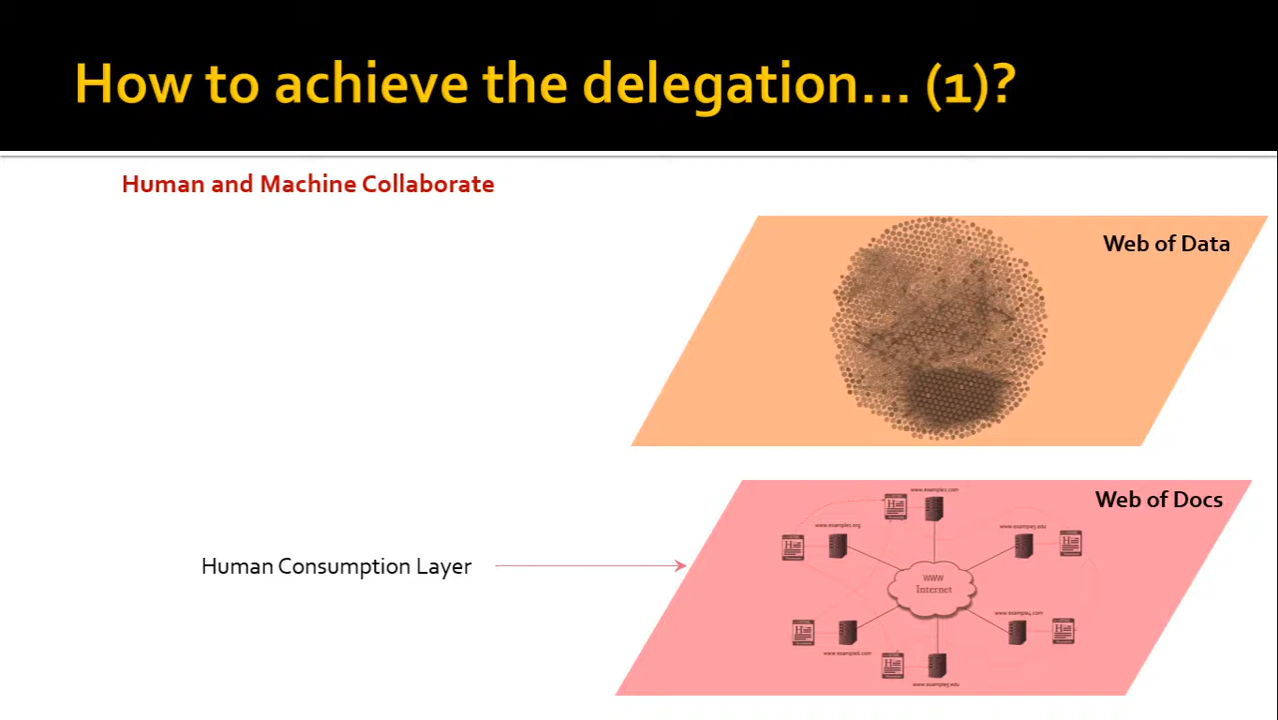 How to achieve the delegation... (1)?
Human and Machine Collaborate
Web of Data
Web of Docs
Human Consumption Layer
WWW
Internet